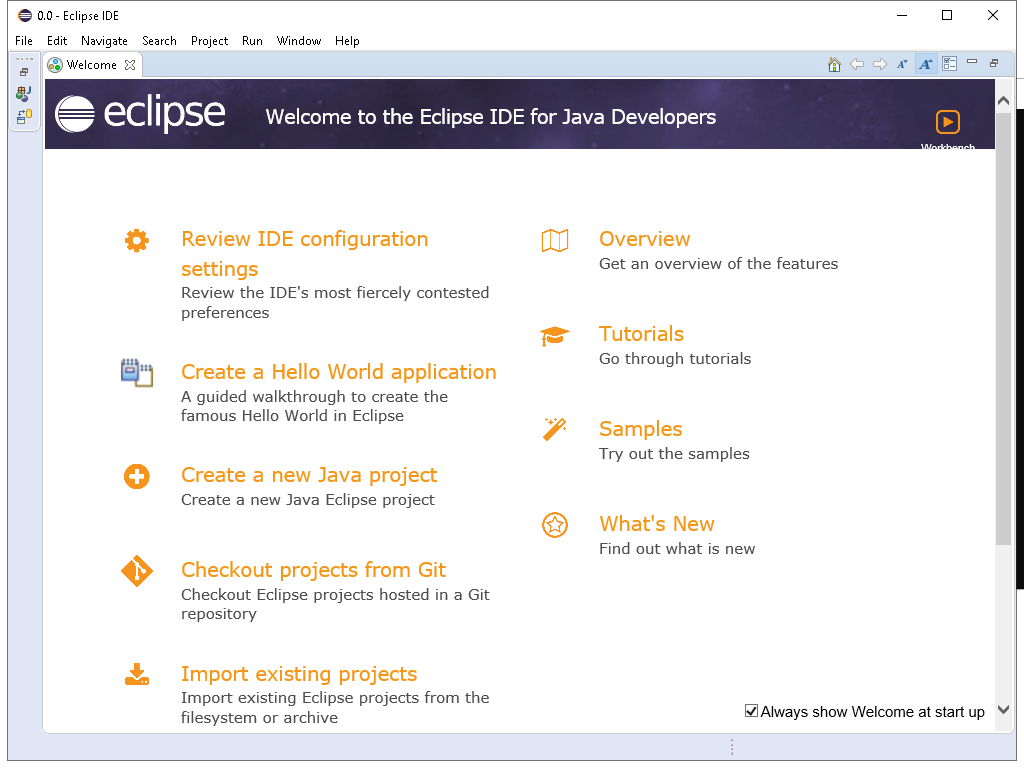 0.0 - Eclipse IDE
File Edit Navigate Search Project Run Window Help
Welcome
eclipse
Welcome to the Eclipse IDE for Java Developers
Workbench
Review IDE configuration
settings
Review the IDE's most fiercely contested
preferences
Create a Hello World application
A guided walkthrough to create the
famous Hello World in Eclipse
Create a new Java project
Create a new Java Eclipse project
Checkout projects from Git
Checkout Eclipse projects hosted in a Git
repository
Import existing projects
Import existing Eclipse projects from the
filesystem or archive
Overview
Get an overview of the features
Tutorials
Go through tutorials
Samples
Try out the samples
What's New
Find out what is new
Always show Welcome at start up